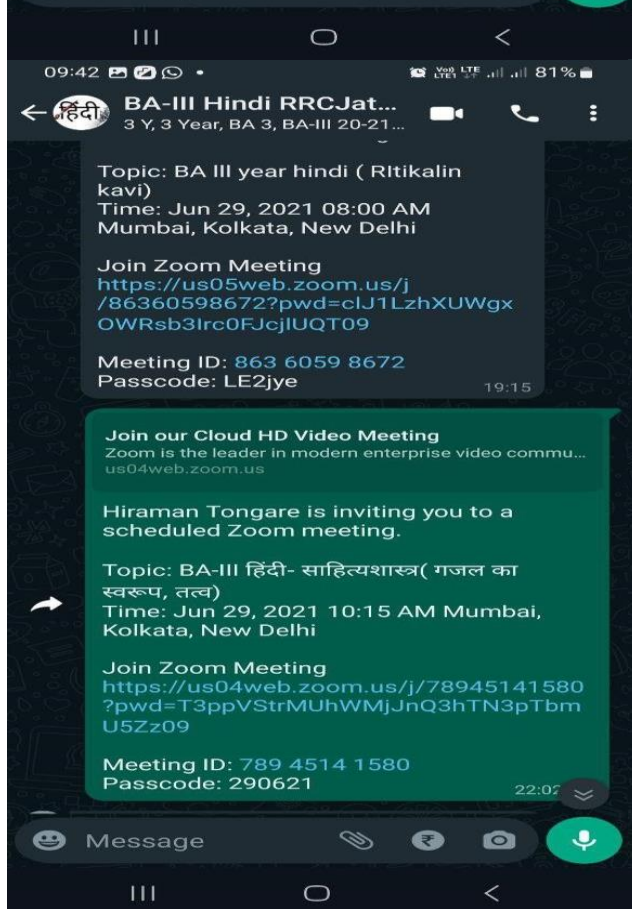 09:42
81%
हिंदी
BA-III Hindi RRCJat...
3 Y, 3 Year, BA 3, BA-III 20-21...
Topic: BA III year hindi ( RItikalin
kavi)
Time: Jun 29, 2021 08:00 AM
Mumbai, Kolkata, New Delhi
Join Zoom Meeting
https://us05web.zoom.us/j
/86360598672?pwd=clJ1LzhXUWgx
OWRsb3Irc0FJcjlUQT09
Meeting ID: 863 6059 8672
Passcode: LE2jye
19:15
Join our Cloud HD Video Meeting
Zoom is the leader in modern enterprise video commu...
us04web.zoom.us
Hiraman Tongare is inviting you to a
scheduled Zoom meeting.
Topic: BA-III हिंदी- साहित्यशास्त्र( गजल का
स्वरूप, तत्व)
Time: Jun 29, 2021 10:15 AM Mumbai,
Kolkata, New Delhi
Join Zoom Meeting
https://us04web.zoom.us/j/78945141580
?pwd=T3ppVStrMUhWMjJnQ3hTN3pTbm
U5Zz09
Meeting ID: 789 4514 1580
Passcode: 290621
Message